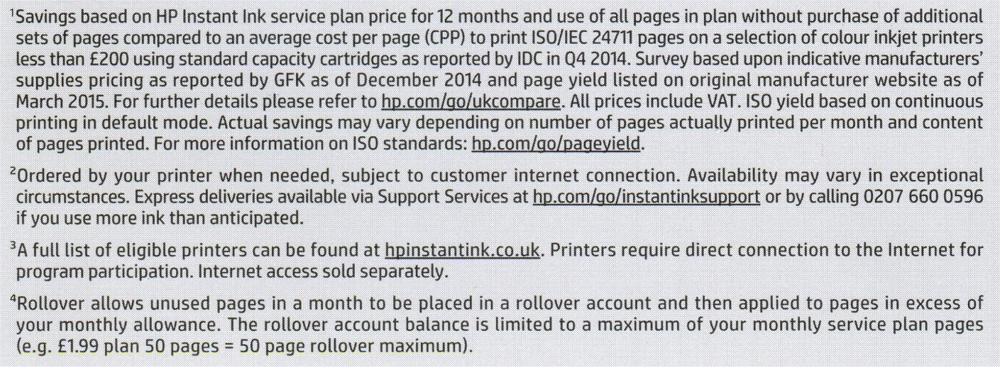 ¹Savings based on HP Instant Ink service plan price for 12 months and use of all pages in plan without purchase of additional
sets of pages compared to an average cost per page (CPP) to print ISO/IEC 24711 pages on a selection of colour inkjet printers
less than £200 using standard capacity cartridges as reported by IDC in Q4 2014. Survey based upon indicative manufacturers’
supplies pricing as reported by GFK as of December 2014 and page yield listed on original manufacturer website as of
March 2015. For further details please refer to hp.com/go/ukcompare. All prices include VAT. ISO yield based on continuous
printing in default mode. Actual savings may vary depending on number of pages actually printed per month and content
of pages printed. For more information on ISO standards: hp.com/go/pageyield.
²Ordered by your printer when needed, subject to customer internet connection. Availability may vary in exceptional
circumstances. Express deliveries available via Support Services at hp.com/go/instantinksupport or by calling 0207 660 0596
if you use more ink than anticipated.
³A full list of eligible printers can be found at hpinstantink.co.uk. Printers require direct connection to the Internet for
program participation. Internet access sold separately.
⁴Rollover allows unused pages in a month to be placed in a rollover account and then applied to pages in excess of
your monthly allowance. The rollover account balance is limited to a maximum of your monthly service plan pages
(e.g. £1.99 plan 50 pages = 50 page rollover maximum).